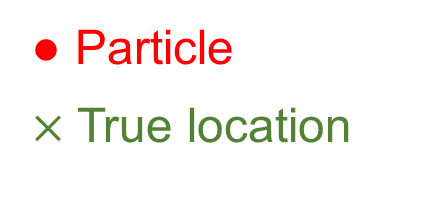 ● Particle
× True location